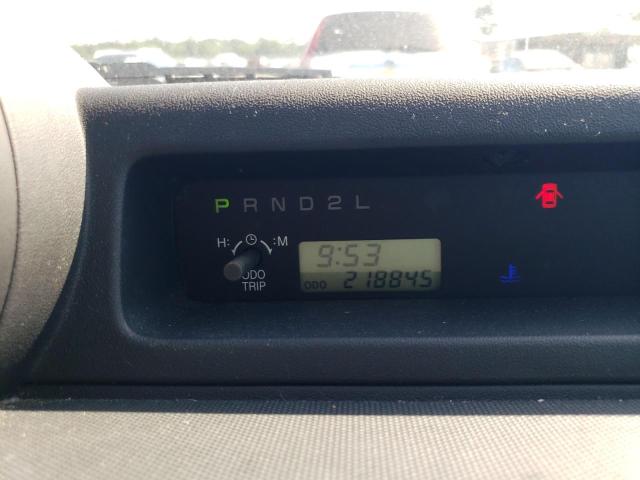 P R N D 2 L
H: :M
9:53
ODO
TRIP
ODO 218845